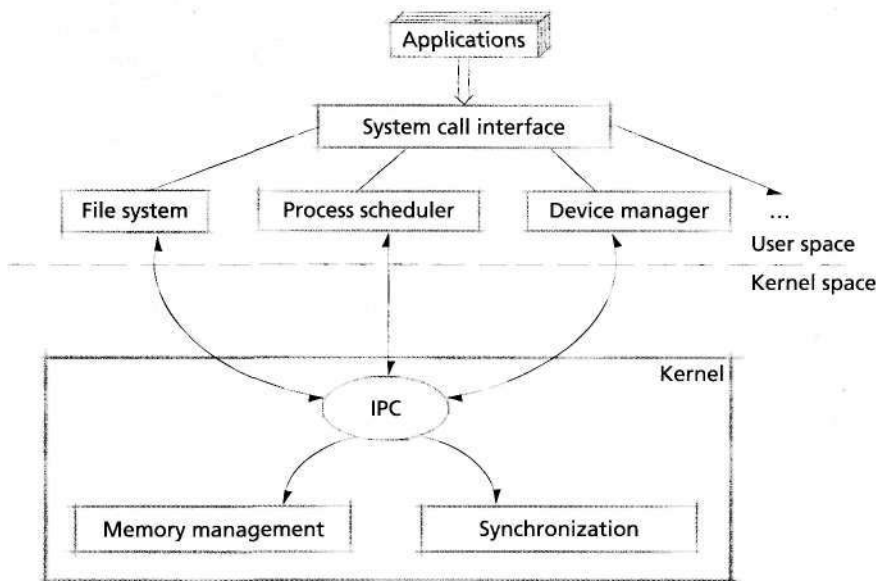 Applications
System call interface
File system
Process scheduler
Device manager
...
User space
Kernel space
Kernel
IPC
Memory management
Synchronization